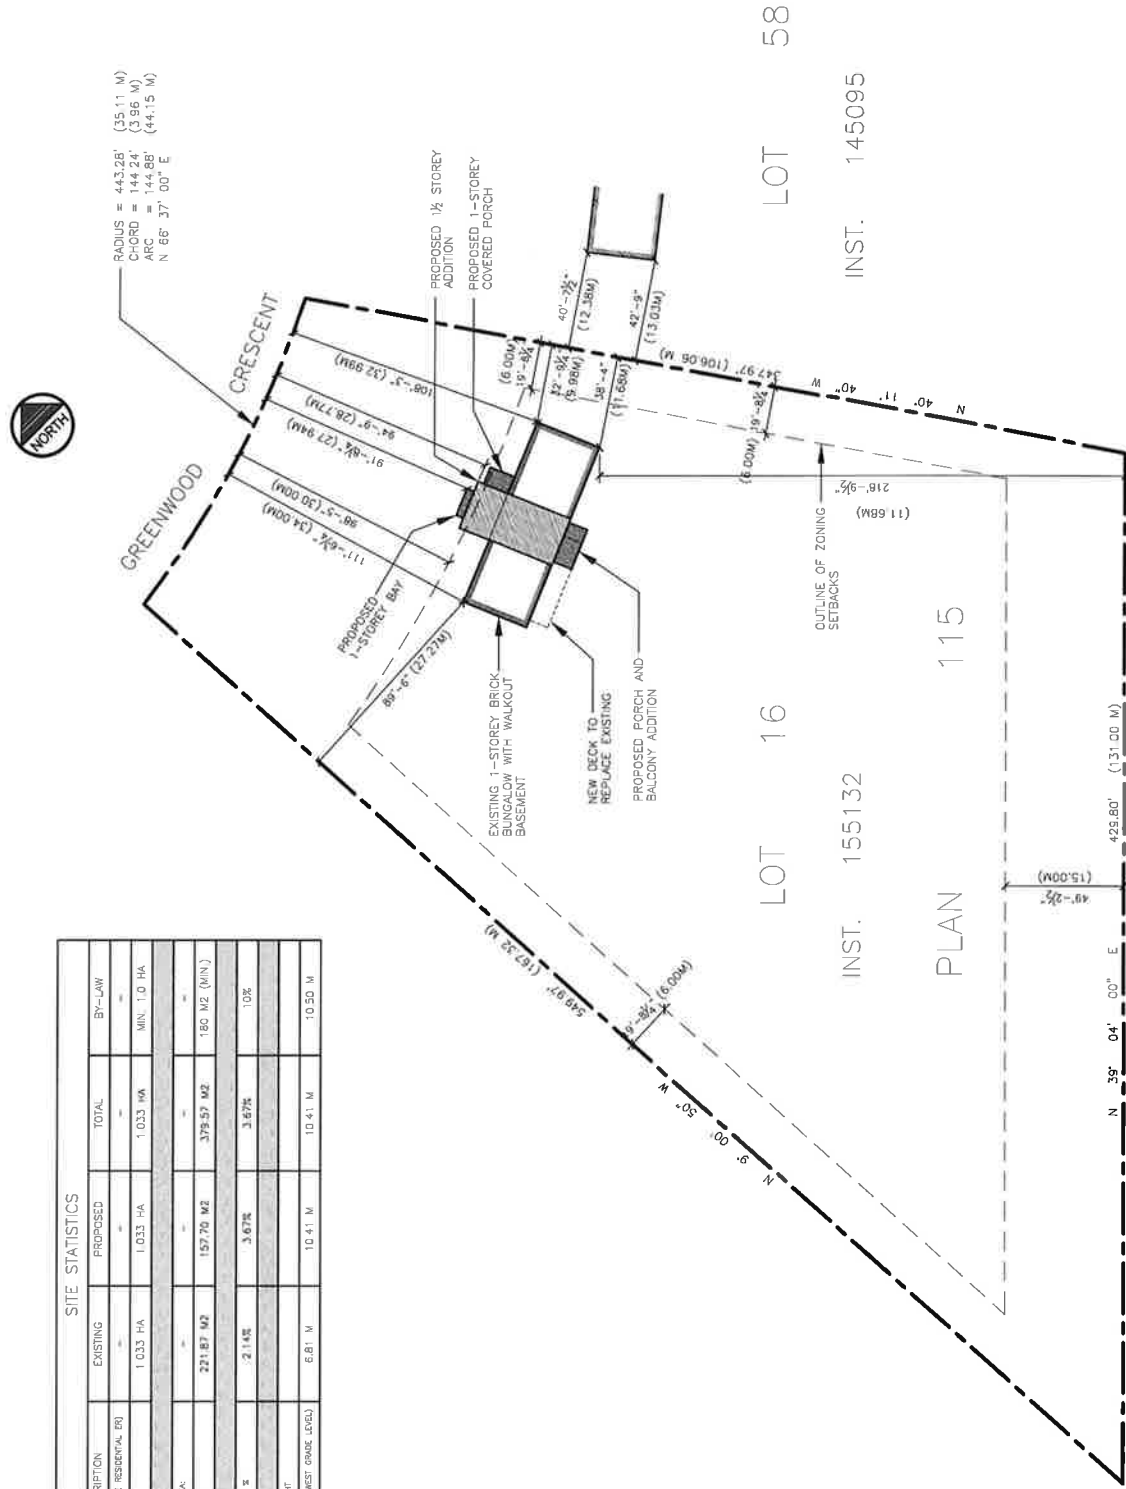 NORTH
RADIUS = 443.28' (35.11 M)
CHORD = 144.24' (3.96 M)
ARC = 144.88' (44.15 M)
N 66° 37' 00" E
GREENWOOD
CRESCENT
PROPOSED 1½ STOREY
ADDITION
PROPOSED 1-STOREY
COVERED PORCH
LOT 58
INST. 145095
108'-3" (32.99M)
94'-9" (28.77M)
91'-8¼" (27.94M)
98'-5" (30.00M)
111'-6¾" (34.00M)
PROPOSED
1-STOREY BAY
89'-6" (27.27M)
40'-7½"
(12.38M)
42'-9"
(13.03M)
(6.00M)
19'-8¼"
32'-9¼"
(9.98M)
38'-4"
(11.68M)
347.97' (106.06 M)
N 11° 40' 40" W
19'-8¼"
(6.00M)
218'-9½"
(11.68M)
OUTLINE OF ZONING
SETBACKS
EXISTING 1-STOREY BRICK
BUNGALOW WITH WALKOUT
BASEMENT
NEW DECK TO
REPLACE EXISTING
PROPOSED PORCH AND
BALCONY ADDITION
LOT 16
INST. 155132
PLAN 115
549.97' (167.32 M)
19'-8¼" (6.00M)
N 9° 00' 50" W
49'-2½"
(15.00M)
N 39° 04' 00" E
429.80' (131.00 M)
SITE STATISTICS
RIPTION EXISTING PROPOSED TOTAL BY-LAW
RESIDENTIAL ER) - - - -
1.033 HA 1.033 HA 1.033 HA MIN. 1.0 HA
A: - - - -
221.87 M2 157.70 M2 379.57 M2 180 M2 (MIN.)
% 2.14% 3.67% 3.67% 10%
HT
WEST GRADE LEVEL) 6.81 M 10.41 M 10.41 M 10.50 M